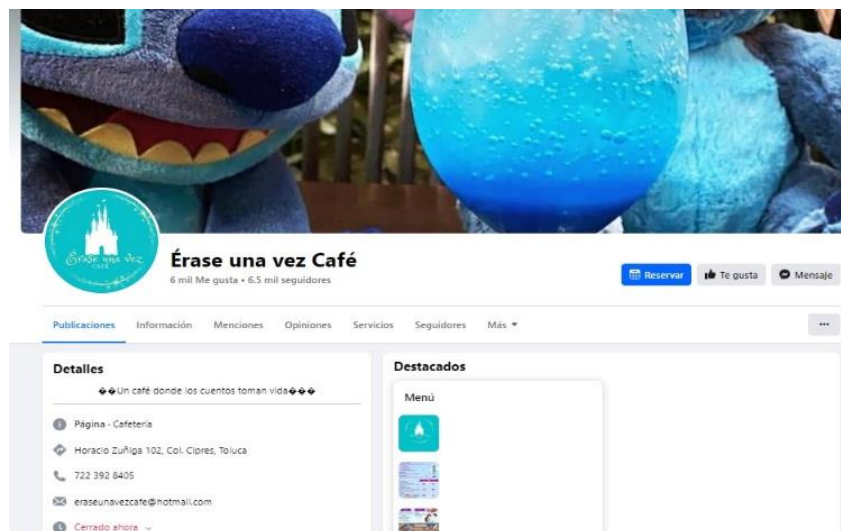 Érase una vez
CAFÉ
Érase una vez Café
6 mil Me gusta • 6.5 mil seguidores
Reservar
Te gusta
Mensaje
Publicaciones Información Menciones Opiniones Servicios Seguidores Más
Detalles
��Un café donde los cuentos toman vida���
Página - Cafetería
Horacio Zuñiga 102, Col. Cipres, Toluca
722 392 8405
eraseunavezcafe@hotmail.com
Cerrado ahora
Destacados
Menú